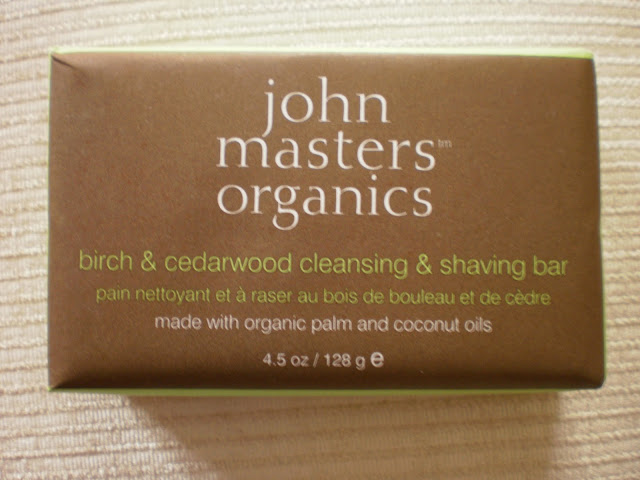 john
masters™
organics
birch & cedarwood cleansing & shaving bar
pain nettoyant et à raser au bois de bouleau et de cèdre
made with organic palm and coconut oils
4.5 oz / 128 g ℮